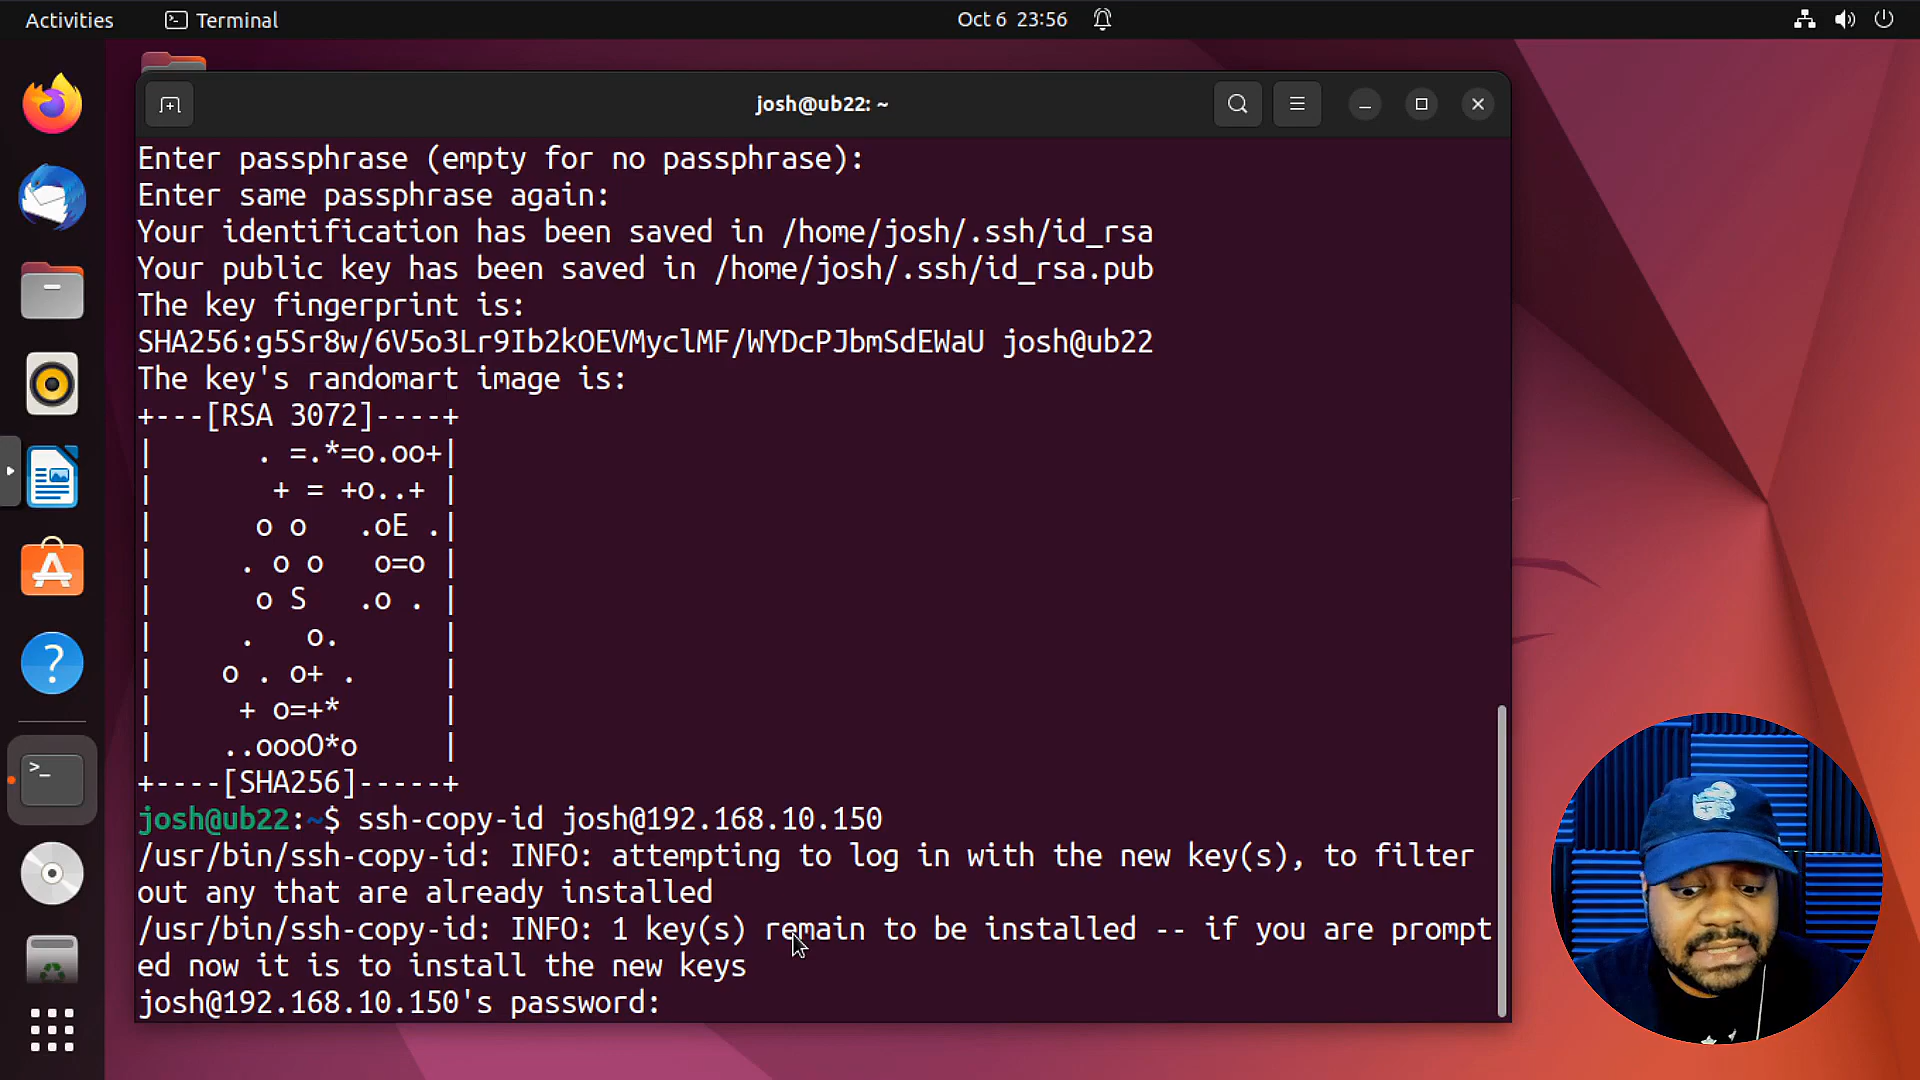 Activities Terminal Oct 6 23:56
josh@ub22: ~
Enter passphrase (empty for no passphrase):
Enter same passphrase again:
Your identification has been saved in /home/josh/.ssh/id_rsa
Your public key has been saved in /home/josh/.ssh/id_rsa.pub
The key fingerprint is:
SHA256:g5Sr8w/6V5o3Lr9Ib2kOEVMyclMF/WYDcPJbmSdEWaU josh@ub22
The key's randomart image is:
+---[RSA 3072]----+
|      . =.*=o.oo+|
|       + = +o..+ |
|      o o   .oE .|
|     . o o   o=o |
|      o S   .o . |
|     .   o.      |
|    o . o+ .     |
|     + o=+*      |
|    ..oooO*o     |
+----[SHA256]-----+
josh@ub22:~$ ssh-copy-id josh@192.168.10.150
/usr/bin/ssh-copy-id: INFO: attempting to log in with the new key(s), to filter
out any that are already installed
/usr/bin/ssh-copy-id: INFO: 1 key(s) remain to be installed -- if you are prompt
ed now it is to install the new keys
josh@192.168.10.150's password: